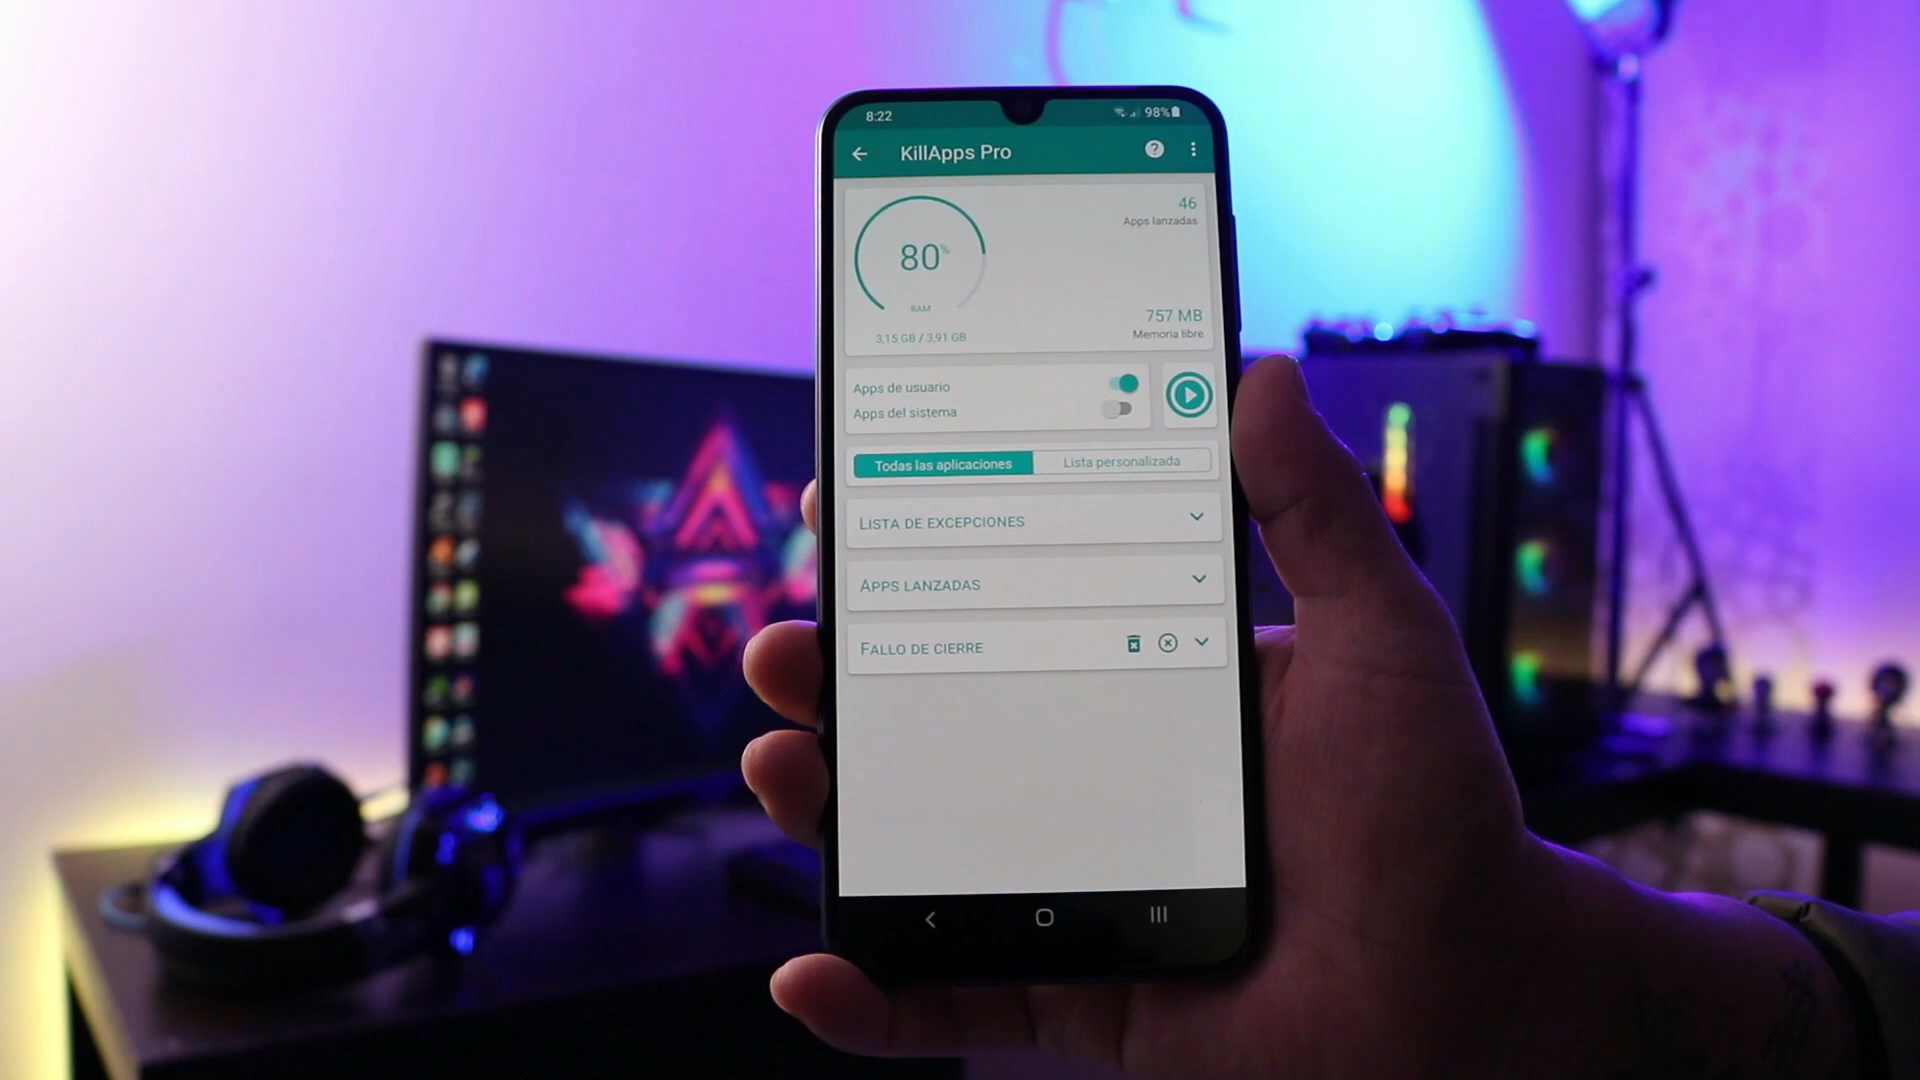 8:22
98%
KillApps Pro
80%
RAM
3,15 GB / 3,91 GB
46
Apps lanzadas
757 MB
Memoria libre
Apps de usuario
Apps del sistema
Todas las aplicaciones
Lista personalizada
LISTA DE EXCEPCIONES
APPS LANZADAS
FALLO DE CIERRE